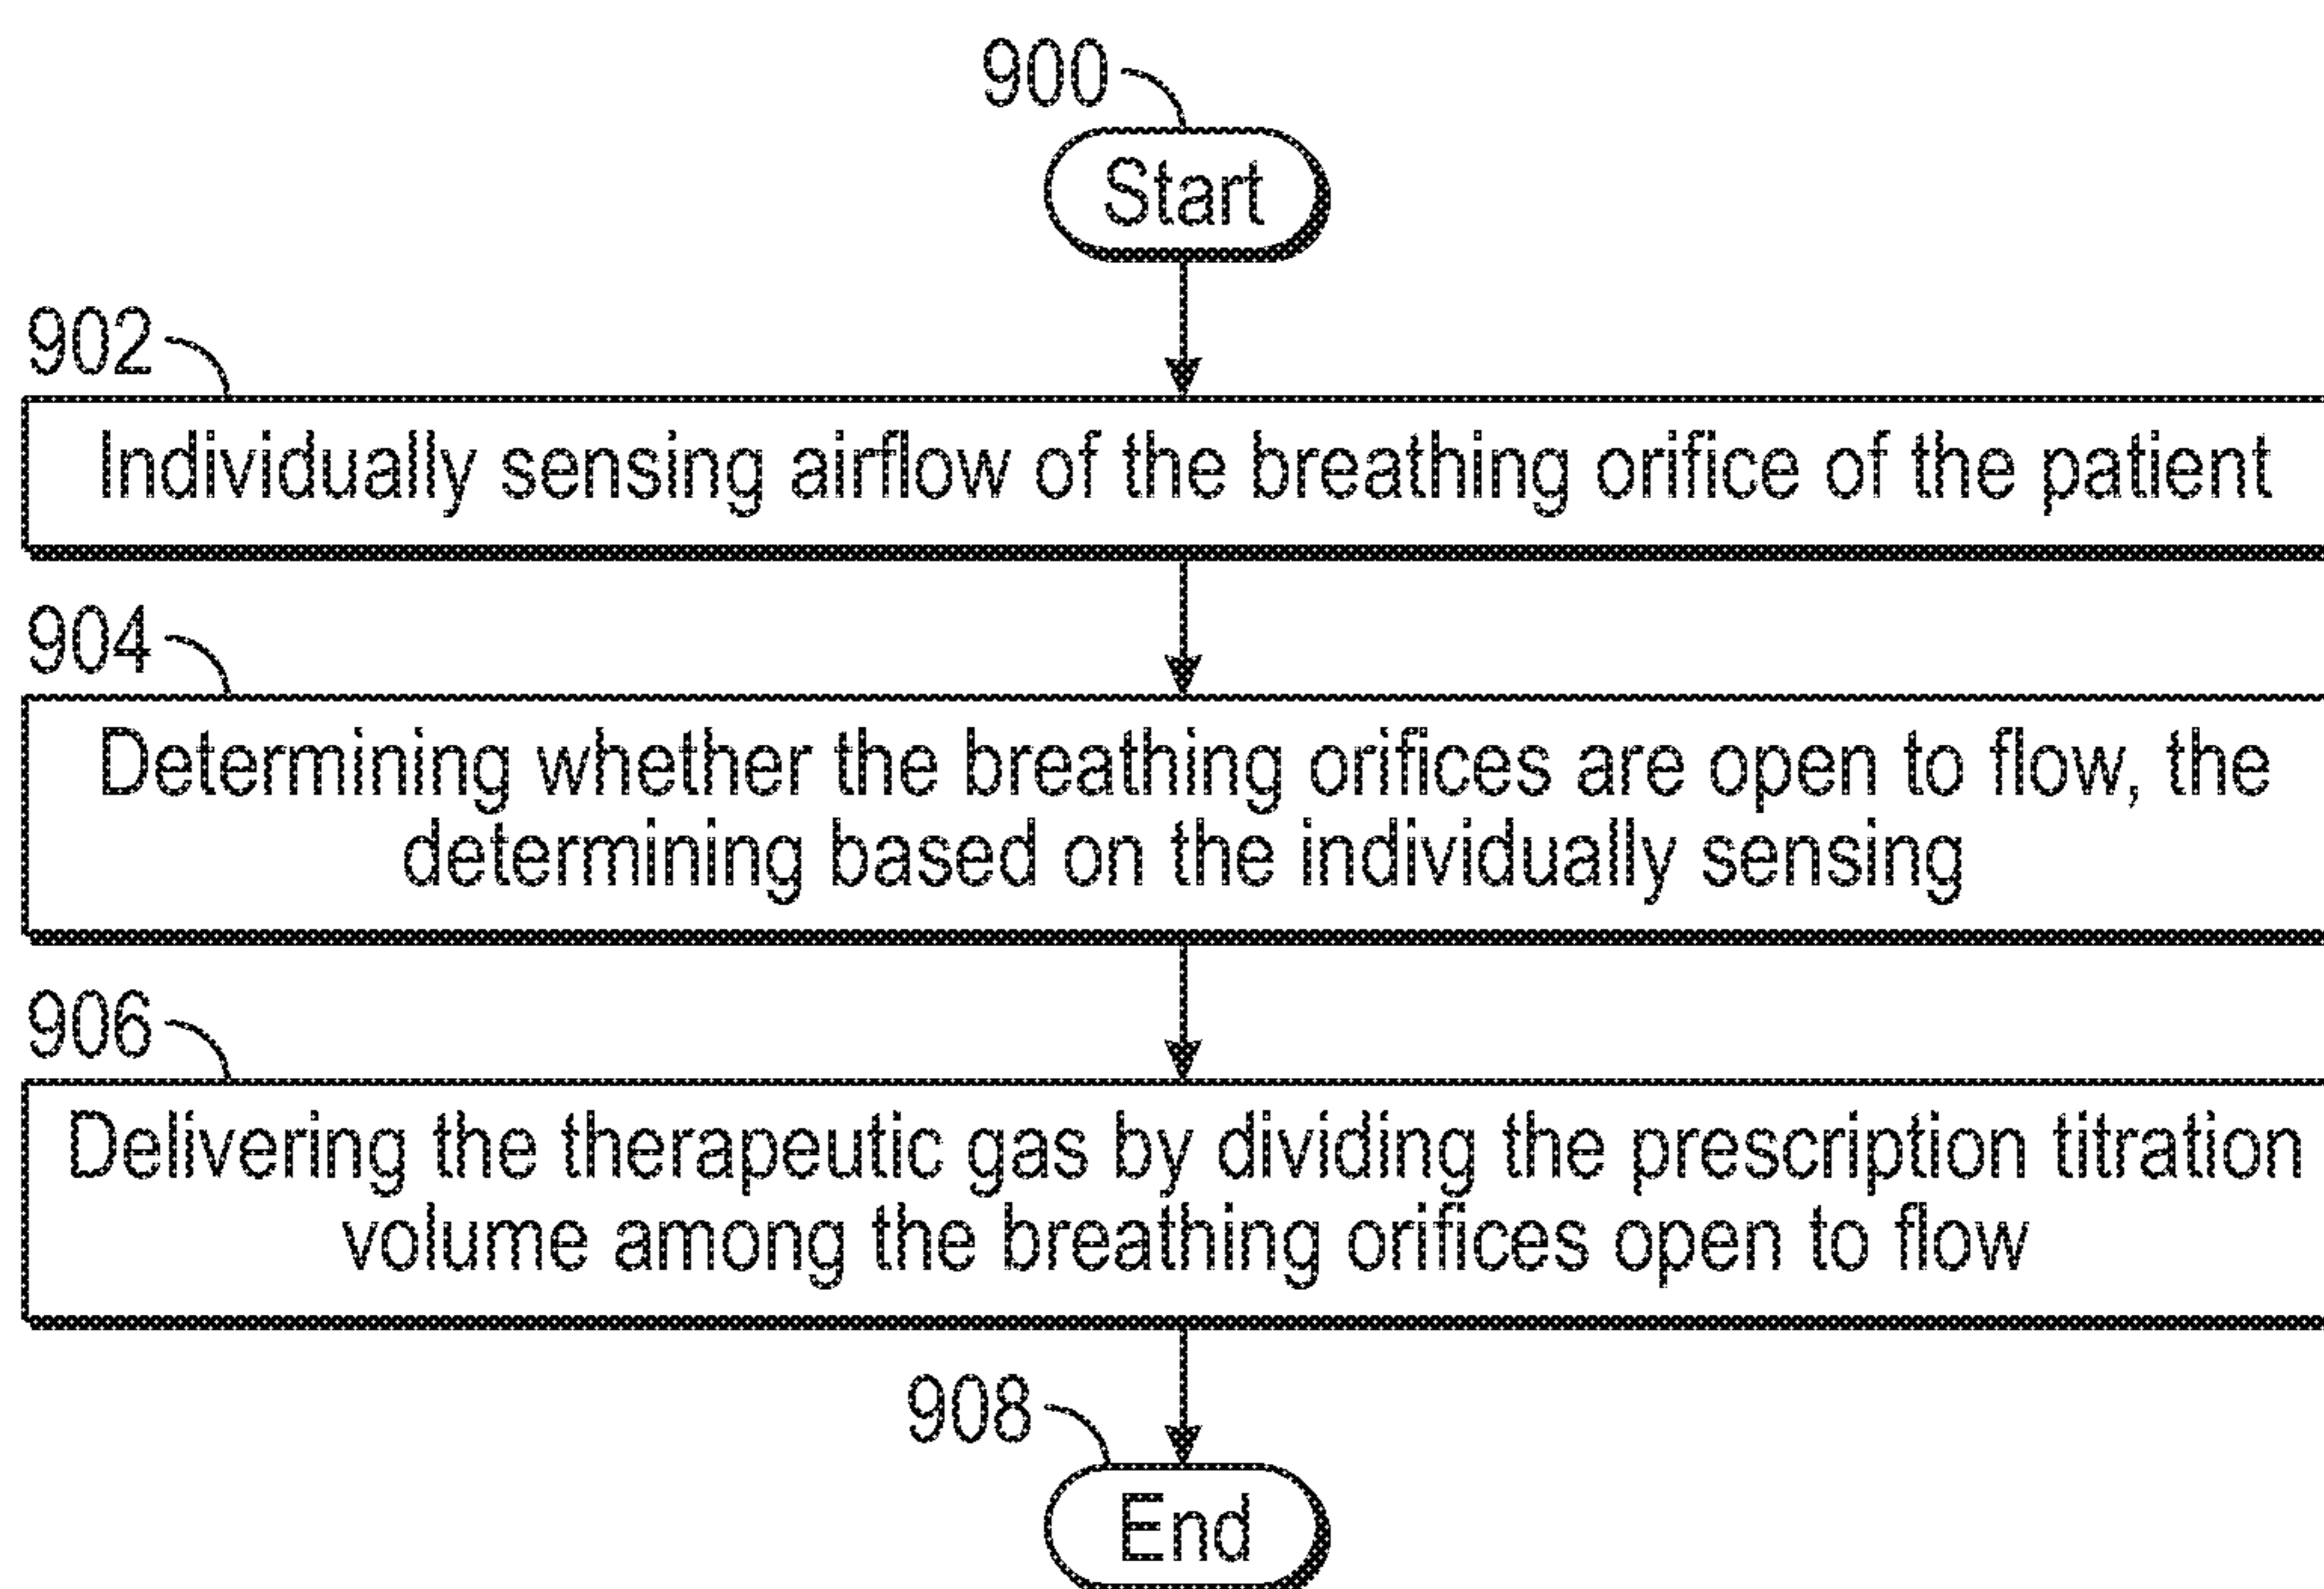 900
Start
902
Individually sensing airflow of the breathing orifice of the patient
904
Determining whether the breathing orifices are open to flow, the
determining based on the individually sensing
906
Delivering the therapeutic gas by dividing the prescription titration
volume among the breathing orifices open to flow
908
End